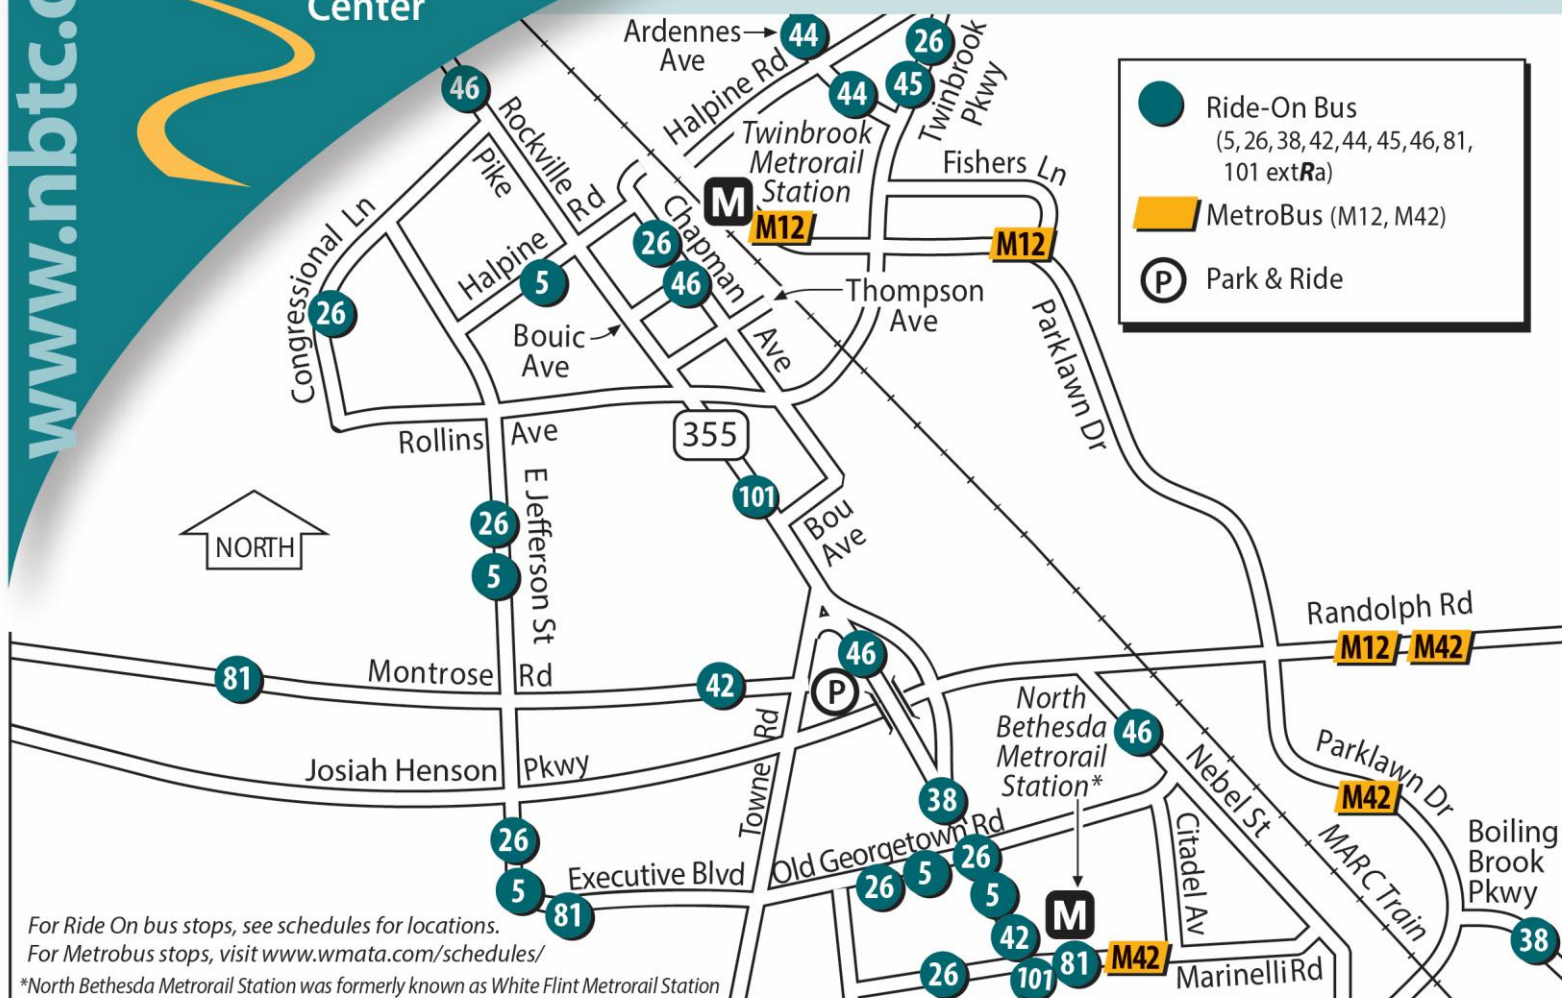 Center
www.nbtc.
Ardennes
Ave
44
26
Halpine Rd
44
45
Twinbrook
Pkwy
46
Rockville
Pike
Twinbrook
Metrorail
Station
M
M12
Fishers Ln
M12
Congressional Ln
26
Halpine Rd
5
26
46
Chapman
Ave
Thompson
Ave
Bouic
Ave
Parklawn Dr
Rollins Ave
355
101
Bou
Ave
E Jefferson St
26
5
NORTH
Ride-On Bus
(5, 26, 38, 42, 44, 45, 46, 81,
101 extRa)
MetroBus (M12, M42)
P
Park & Ride
Randolph Rd
M12
M42
81
Montrose Rd
42
46
P
Josiah Henson Pkwy
Towne Rd
North
Bethesda
Metrorail
Station*
46
Nebel St
Parklawn Dr
M42
38
Old Georgetown Rd
26
5
26
5
42
M
26
101
81
M42
Marinelli Rd
Citadel Av
MARC Train
Boiling
Brook
Pkwy
38
26
5
81
Executive Blvd
For Ride On bus stops, see schedules for locations.
For Metrobus stops, visit www.wmata.com/schedules/
*North Bethesda Metrorail Station was formerly known as White Flint Metrorail Station